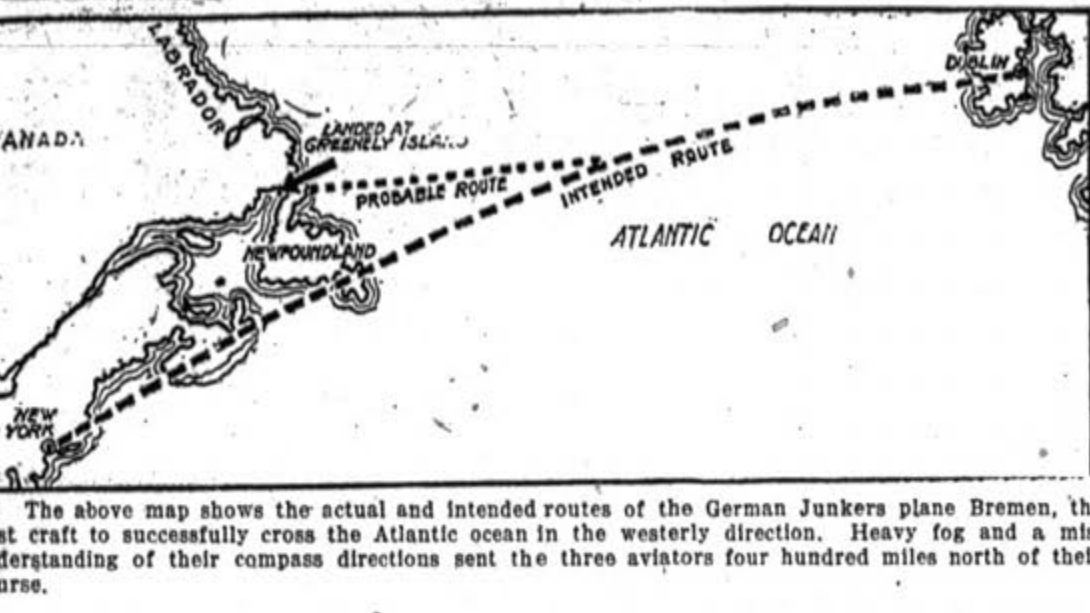 LABRADOR
DUBLIN
ANADA
LANDED AT
GREENELY ISLAND
PROBABLE ROUTE
INTENDED ROUTE
ATLANTIC OCEAN
NEWFOUNDLAND
NEW
YORK
The above map shows the actual and intended routes of the German Junkers plane Bremen, th
st craft to successfully cross the Atlantic ocean in the westerly direction. Heavy fog and a mis
derstanding of their compass directions sent the three aviators four hundred miles north of the
urse.